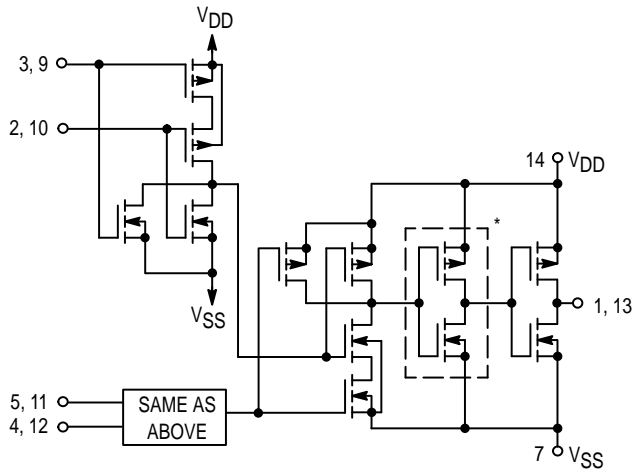 VDD
3, 9
2, 10
14 VDD
*
VSS
1, 13
5, 11
4, 12
SAME AS
ABOVE
7 VSS